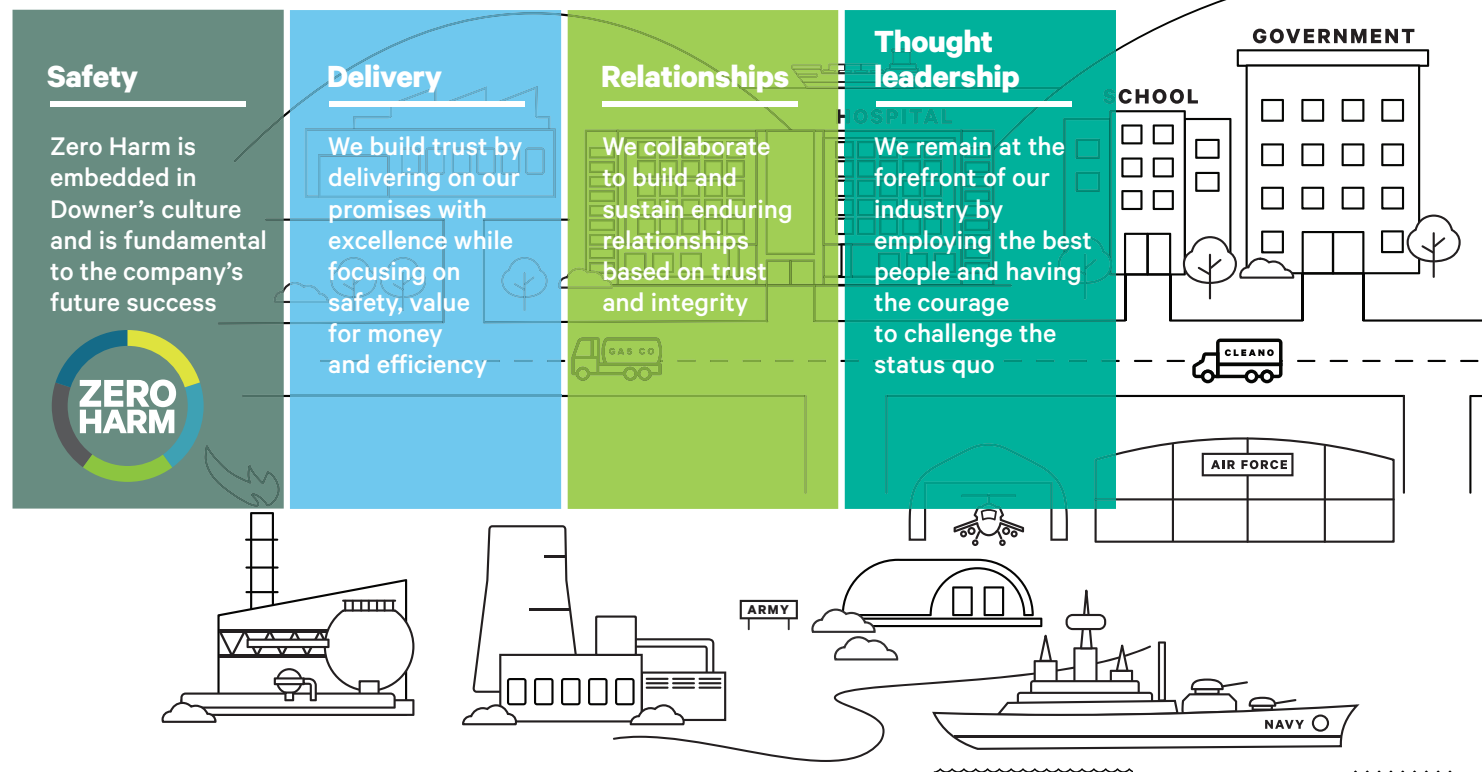 Safety
Zero Harm is
embedded in
Downer’s culture
and is fundamental
to the company’s
future success
ZERO
HARM
Delivery
We build trust by
delivering on our
promises with
excellence while
focusing on
safety, value
for money
and efficiency
Relationships
We collaborate
to build and
sustain enduring
relationships
based on trust
and integrity
Thought
leadership
We remain at the
forefront of our
industry by
employing the best
people and having
the courage
to challenge the
status quo
GOVERNMENT
SCHOOL
HOSPITAL
GAS CO
CLEANO
AIR FORCE
ARMY
NAVY